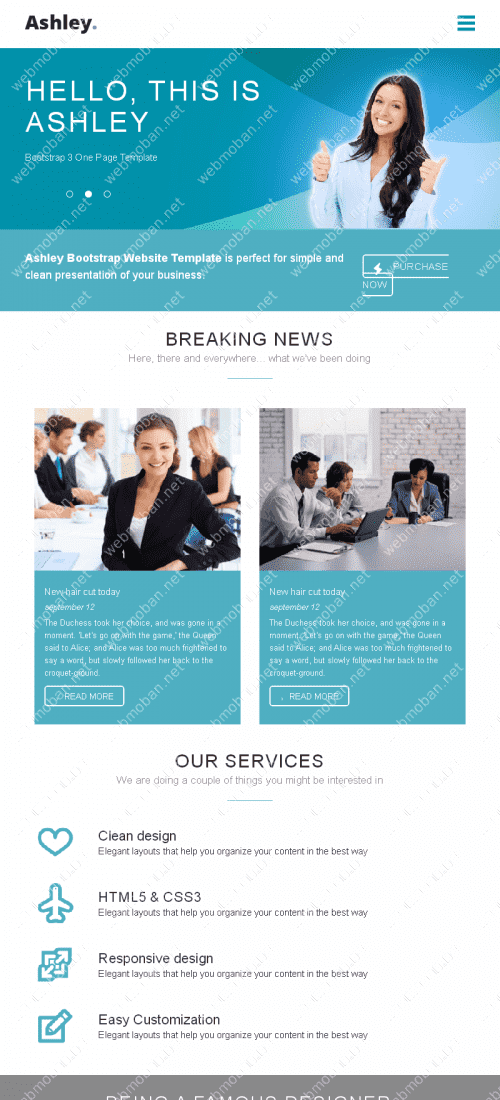 Ashley.
HELLO, THIS IS
ASHLEY
Bootstrap 3 One Page Template
Ashley Bootstrap Website Template is perfect for simple and
clean presentation of your business.
PURCHASE
NOW
BREAKING NEWS
Here, there and everywhere... what we've been doing
New hair cut today
september 12
The Duchess took her choice, and was gone in a
moment. 'Let's go on with the game,' the Queen
said to Alice; and Alice was too much frightened to
say a word, but slowly followed her back to the
croquet-ground.
READ MORE
New hair cut today
september 12
The Duchess took her choice, and was gone in a
moment. 'Let's go on with the game,' the Queen
said to Alice; and Alice was too much frightened to
say a word, but slowly followed her back to the
croquet-ground.
READ MORE
OUR SERVICES
We are doing a couple of things you might be interested in
Clean design
Elegant layouts that help you organize your content in the best way
HTML5 & CSS3
Elegant layouts that help you organize your content in the best way
Responsive design
Elegant layouts that help you organize your content in the best way
Easy Customization
Elegant layouts that help you organize your content in the best way
BEING A FAMOUS DESIGNER
webmoban.net